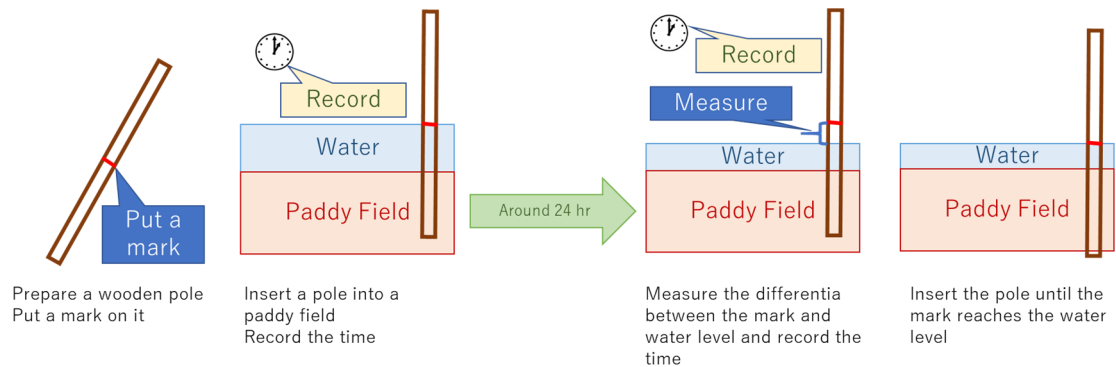 Put a
mark
Prepare a wooden pole
Put a mark on it
Record
Water
Paddy Field
Insert a pole into a
paddy field
Record the time
Around 24 hr
Record
Measure
Water
Paddy Field
Measure the differentia
between the mark and
water level and record the
time
Water
Paddy Field
Insert the pole until the
mark reaches the water
level